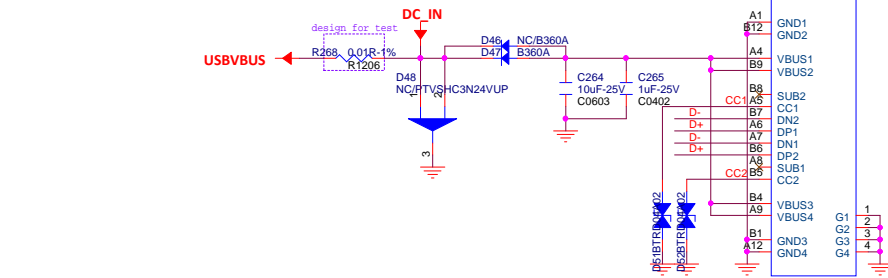 DC_IN
design for test
USBVBUS
R268 0.01R-1%
R1206
D46 NC/B360A
D47 B360A
D48
NC/PTVSHC3N24VUP
1
2
3
C264
10uF-25V
C0603
C265
1uF-25V
C0402
A1 GND1
B12 GND2
A4 VBUS1
B9 VBUS2
B8 SUB2
CC1 A5 CC1
D- B7 DN2
D+ A6 DP1
D- A7 DN1
D+ B6 DP2
A8 SUB1
CC2 B5 CC2
B4 VBUS3
A9 VBUS4
B1 GND3
A12 GND4
G1 1
G2 2
G3 3
G4 4